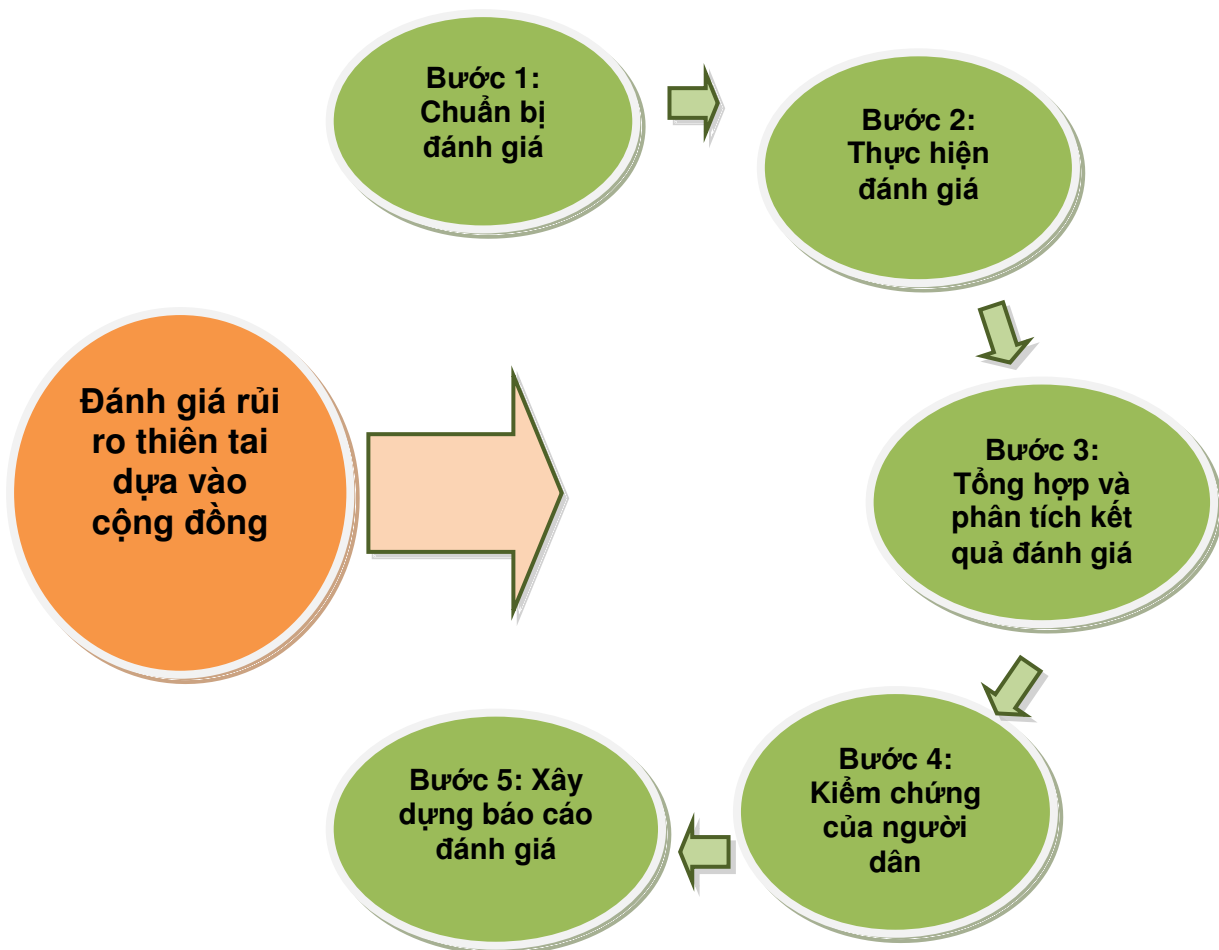 Đánh giá rủi
ro thiên tai
dựa vào
cộng đồng
Bước 1:
Chuẩn bị
đánh giá
Bước 2:
Thực hiện
đánh giá
Bước 3:
Tổng hợp và
phân tích kết
quả đánh giá
Bước 4:
Kiểm chứng
của người
dân
Bước 5: Xây
dựng báo cáo
đánh giá